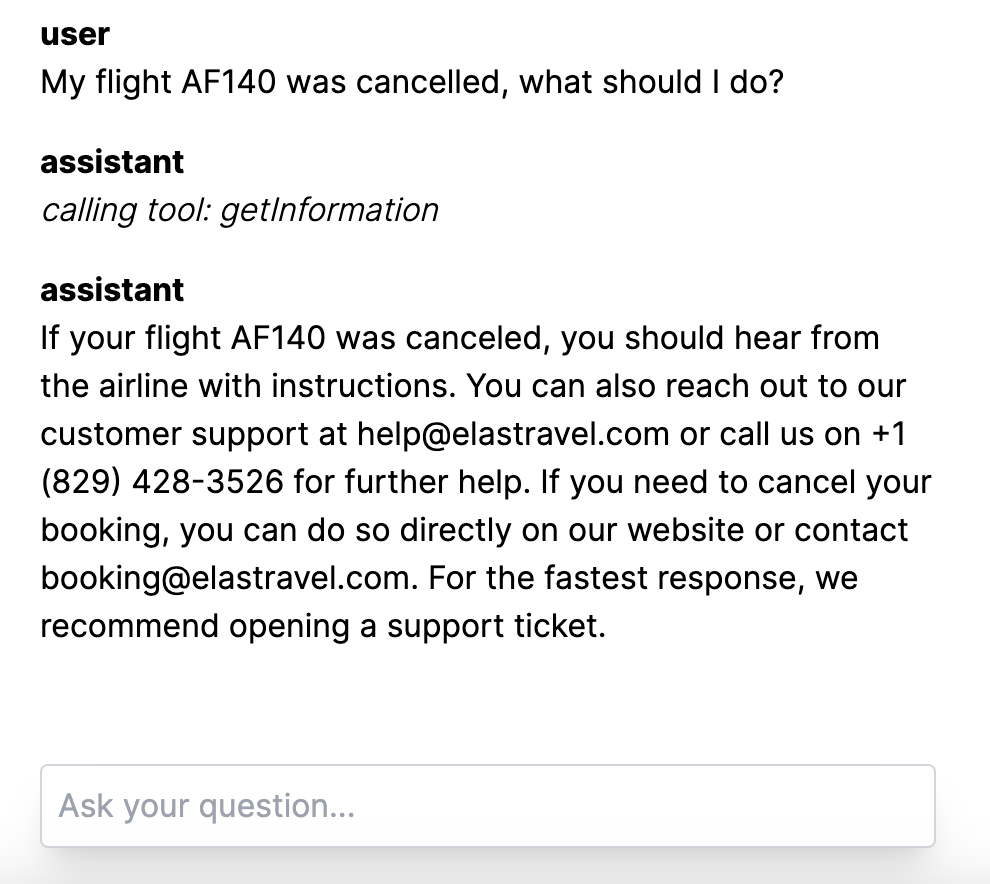 user
My flight AF140 was cancelled, what should I do?
assistant
calling tool: getInformation
assistant
If your flight AF140 was canceled, you should hear from
the airline with instructions. You can also reach out to our
customer support at help@elastravel.com or call us on +1
(829) 428-3526 for further help. If you need to cancel your
booking, you can do so directly on our website or contact
booking@elastravel.com. For the fastest response, we
recommend opening a support ticket.
Ask your question...